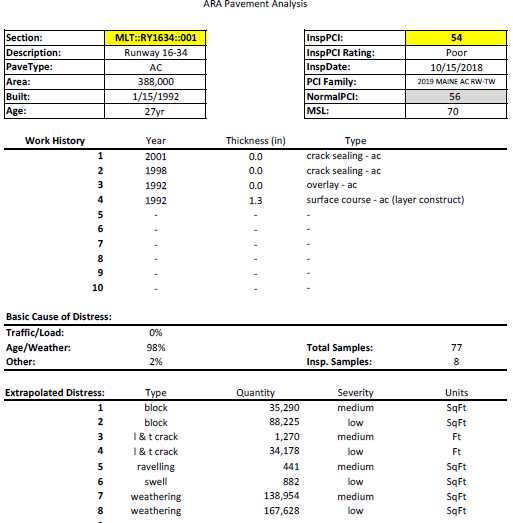 ARA Pavement Analysis
Section: MLT::RY1634::001 InspPCI: 54
Description: Runway 16-34 InspPCI Rating: Poor
PaveType: AC InspDate: 10/15/2018
Area: 388,000 PCI Family: 2019 MAINE AC RW-TW
Built: 1/15/1992 NormalPCI: 56
Age: 27yr MSL: 70
Work History Year Thickness (in) Type
1 2001 0.0 crack sealing - ac
2 1998 0.0 crack sealing - ac
3 1992 0.0 overlay - ac
4 1992 1.3 surface course - ac (layer construct)
5 - - -
6 - - -
7 - - -
8 - - -
9 - - -
10 - - -
Basic Cause of Distress:
Traffic/Load: 0%
Age/Weather: 98% Total Samples: 77
Other: 2% Insp. Samples: 8
Extrapolated Distress: Type Quantity Severity Units
1 block 35,290 medium SqFt
2 block 88,225 low SqFt
3 l & t crack 1,270 medium Ft
4 l & t crack 34,178 low Ft
5 ravelling 441 medium SqFt
6 swell 882 low SqFt
7 weathering 138,954 medium SqFt
8 weathering 167,628 low SqFt